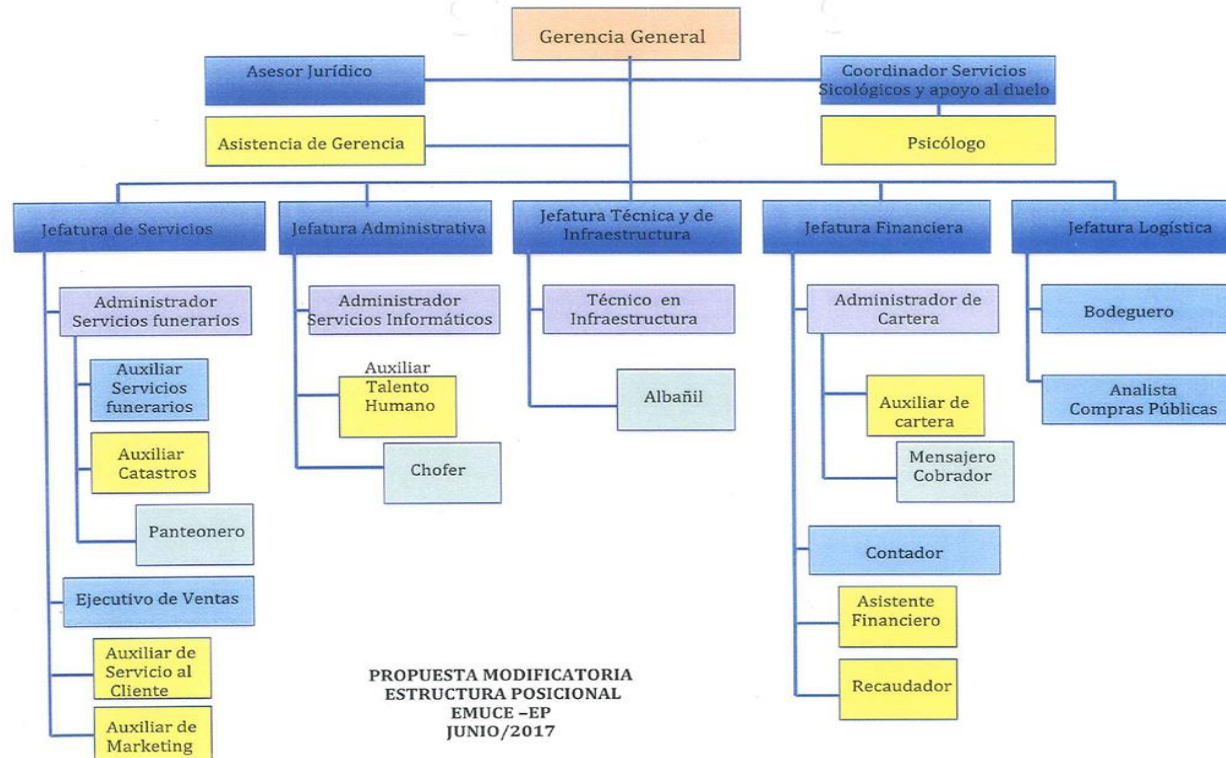 Gerencia General
Asesor Jurídico
Coordinador Servicios
Sicológicos y apoyo al duelo
Asistencia de Gerencia
Psicólogo
Jefatura de Servicios
Jefatura Administrativa
Jefatura Técnica y de
Infraestructura
Jefatura Financiera
Jefatura Logística
Administrador
Servicios funerarios
Auxiliar
Servicios
funerarios
Auxiliar
Catastros
Panteonero
Ejecutivo de Ventas
Auxiliar de
Servicio al
Cliente
Auxiliar de
Marketing
Administrador
Servicios Informáticos
Auxiliar
Talento
Humano
Chofer
Técnico en
Infraestructura
Albañil
Administrador de
Cartera
Auxiliar de
cartera
Mensajero
Cobrador
Contador
Asistente
Financiero
Recaudador
Bodeguero
Analista
Compras Públicas
PROPUESTA MODIFICATORIA
ESTRUCTURA POSICIONAL
EMUCE –EP
JUNIO/2017